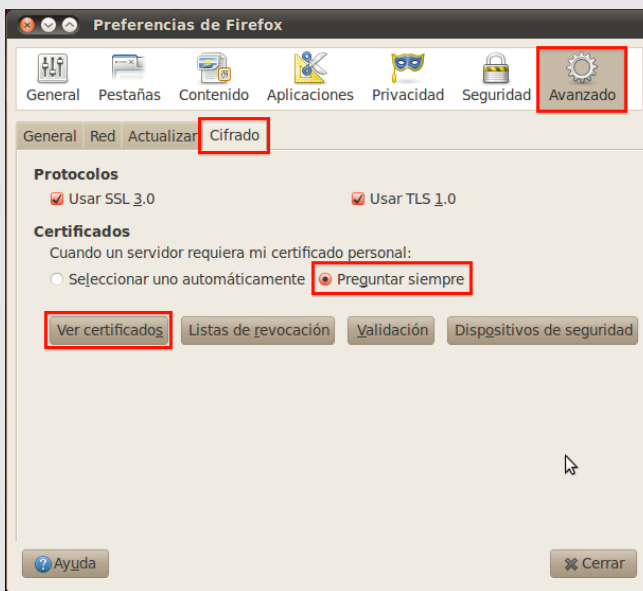 Preferencias de Firefox
General Pestañas Contenido Aplicaciones Privacidad Seguridad Avanzado
General Red Actualizar Cifrado
Protocolos
Usar SSL 3.0 Usar TLS 1.0
Certificados
Cuando un servidor requiera mi certificado personal:
Seleccionar uno automáticamente Preguntar siempre
Ver certificados Listas de revocación Validación Dispositivos de seguridad
Ayuda Cerrar